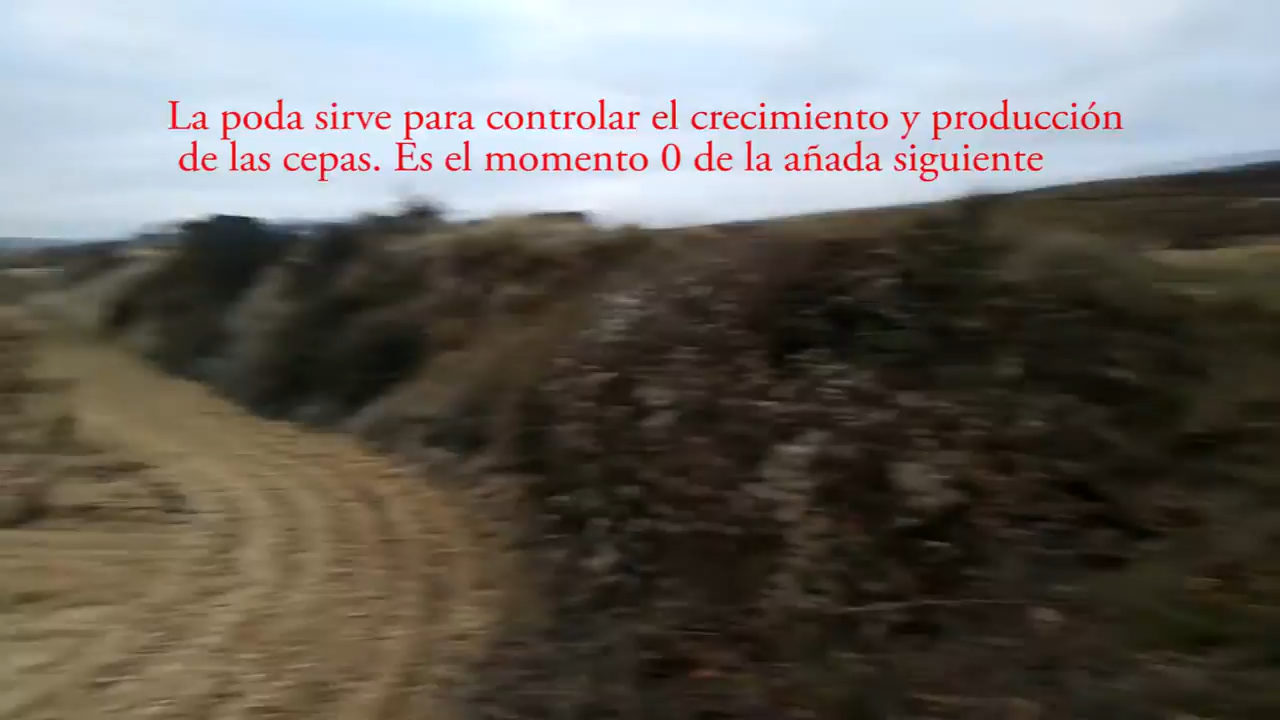 La poda sirve para controlar el crecimiento y producción
de las cepas. Es el momento 0 de la añada siguiente